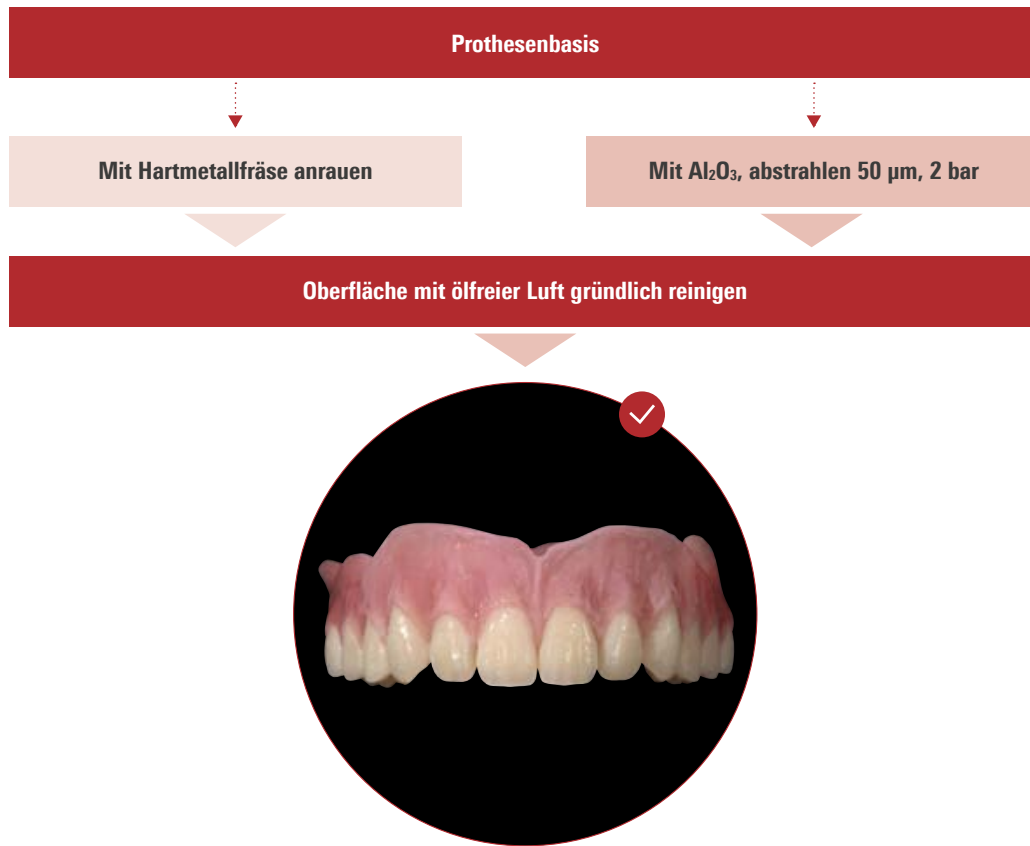 Prothesenbasis
Mit Hartmetallfräse anrauen
Mit Al₂O₃, abstrahlen 50 µm, 2 bar
Oberfläche mit ölfreier Luft gründlich reinigen